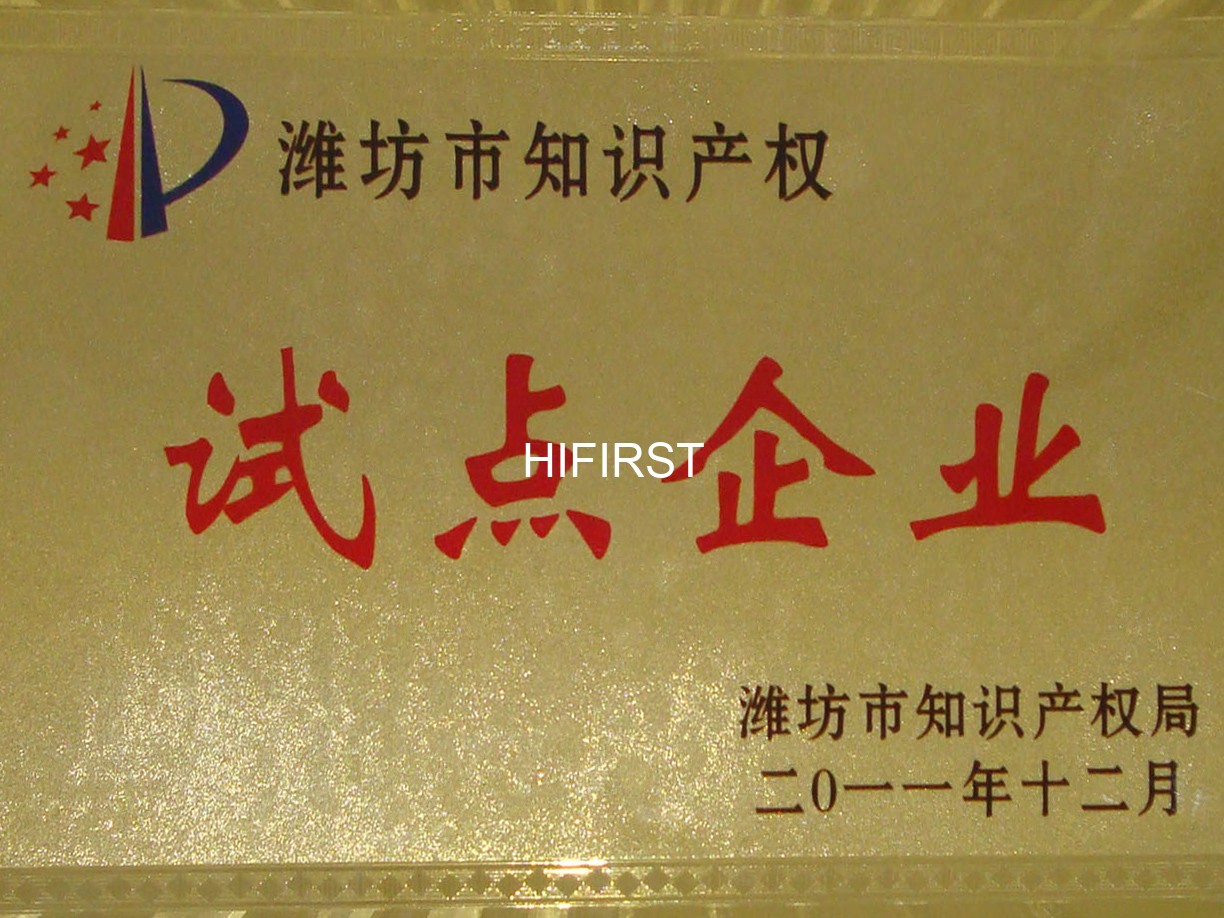 潍坊市知识产权
试点企业
HIFIRST
潍坊市知识产权局
二0一一年十二月